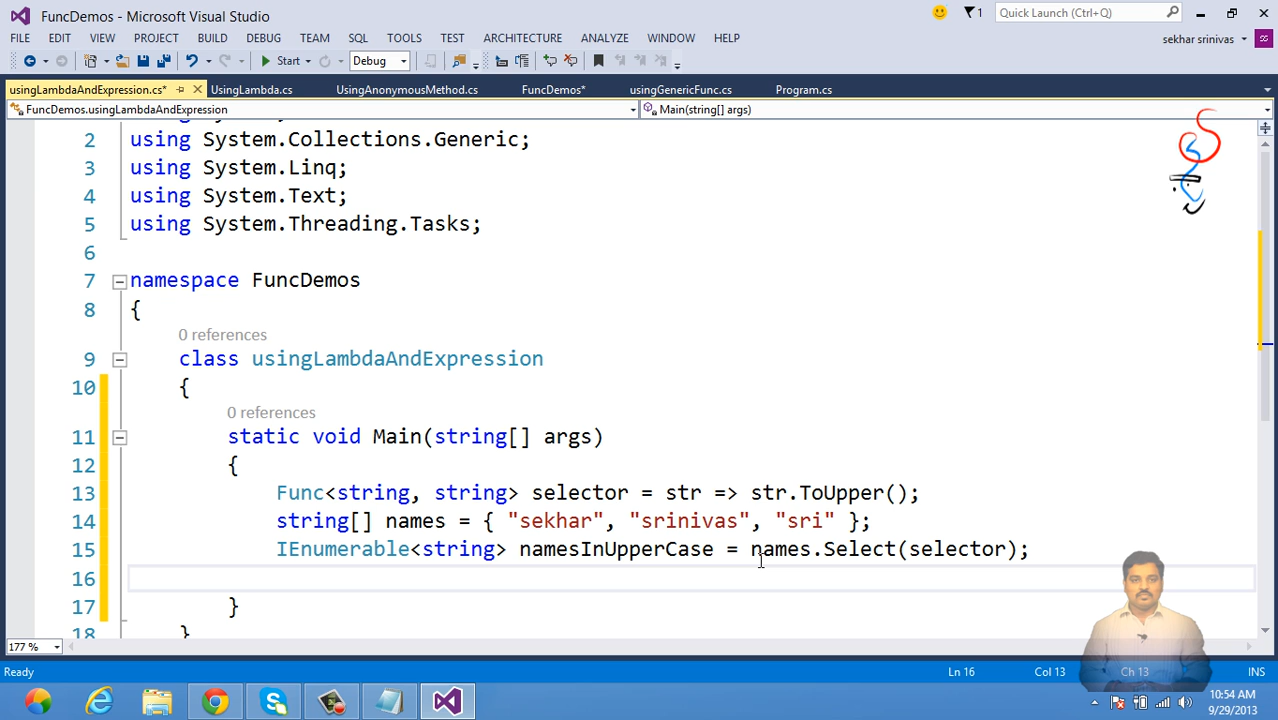 FuncDemos - Microsoft Visual Studio
1
Quick Launch (Ctrl+Q)
FILE EDIT VIEW PROJECT BUILD DEBUG TEAM SQL TOOLS TEST ARCHITECTURE ANALYZE WINDOW HELP
sekhar srinivas
Start Debug
usingLambdaAndExpression.cs* UsingLambda.cs UsingAnonymousMethod.cs FuncDemos* usingGenericFunc.cs Program.cs
FuncDemos.usingLambdaAndExpression Main(string[] args)
2 using System.Collections.Generic;
3 using System.Linq;
4 using System.Text;
5 using System.Threading.Tasks;
6
7 namespace FuncDemos
8 {
0 references
9 class usingLambdaAndExpression
10 {
0 references
11 static void Main(string[] args)
12 {
13 Func<string, string> selector = str => str.ToUpper();
14 string[] names = { "sekhar", "srinivas", "sri" };
15 IEnumerable<string> namesInUpperCase = names.Select(selector);
16
17 }
18 }
177 %
Ready Ln 16 Col 13 Ch 13 INS
10:54 AM
9/29/2013